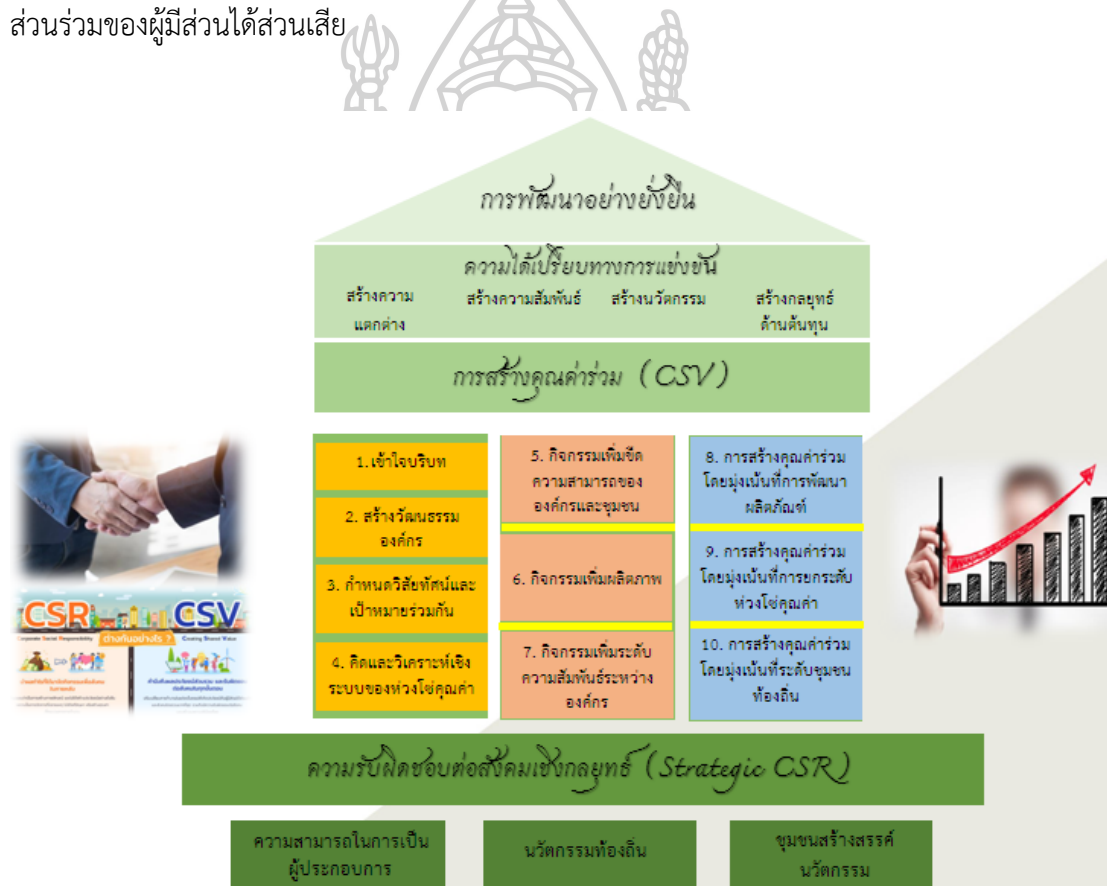 ส่วนร่วมของผู้มีส่วนได้ส่วนเสีย
การพัฒนาอย่างยั่งยืน
ความได้เปรียบทางการแข่งขัน
สร้างความ
แตกต่าง
สร้างความสัมพันธ์
สร้างนวัตกรรม
สร้างกลยุทธ์
ด้านต้นทุน
การสร้างคุณค่าร่วม (CSV)
1.เข้าใจบริบท
2. สร้างวัฒนธรรม
องค์กร
3. กำหนดวิสัยทัศน์และ
เป้าหมายร่วมกัน
4. คิดและวิเคราะห์เชิง
ระบบของห่วงโซ่คุณค่า
5. กิจกรรมเพิ่มขีด
ความสามารถของ
องค์กรและชุมชน
6. กิจกรรมเพิ่มผลิตภาพ
7. กิจกรรมเพิ่มระดับ
ความสัมพันธ์ระหว่าง
องค์กร
8. การสร้างคุณค่าร่วม
โดยมุ่งเน้นที่การพัฒนา
ผลิตภัณฑ์
9. การสร้างคุณค่าร่วม
โดยมุ่งเน้นที่การยกระดับ
ห่วงโซ่คุณค่า
10. การสร้างคุณค่าร่วม
โดยมุ่งเน้นที่ระดับชุมชน
ท้องถิ่น
CSR CSV
Corporate Social Responsibility ต่างกันอย่างไร ? Creating Shared Value
ความรับผิดชอบต่อสังคมเชิงกลยุทธ์ (Strategic CSR)
ความสามารถในการเป็น
ผู้ประกอบการ
นวัตกรรมท้องถิ่น
ชุมชนสร้างสรรค์
นวัตกรรม